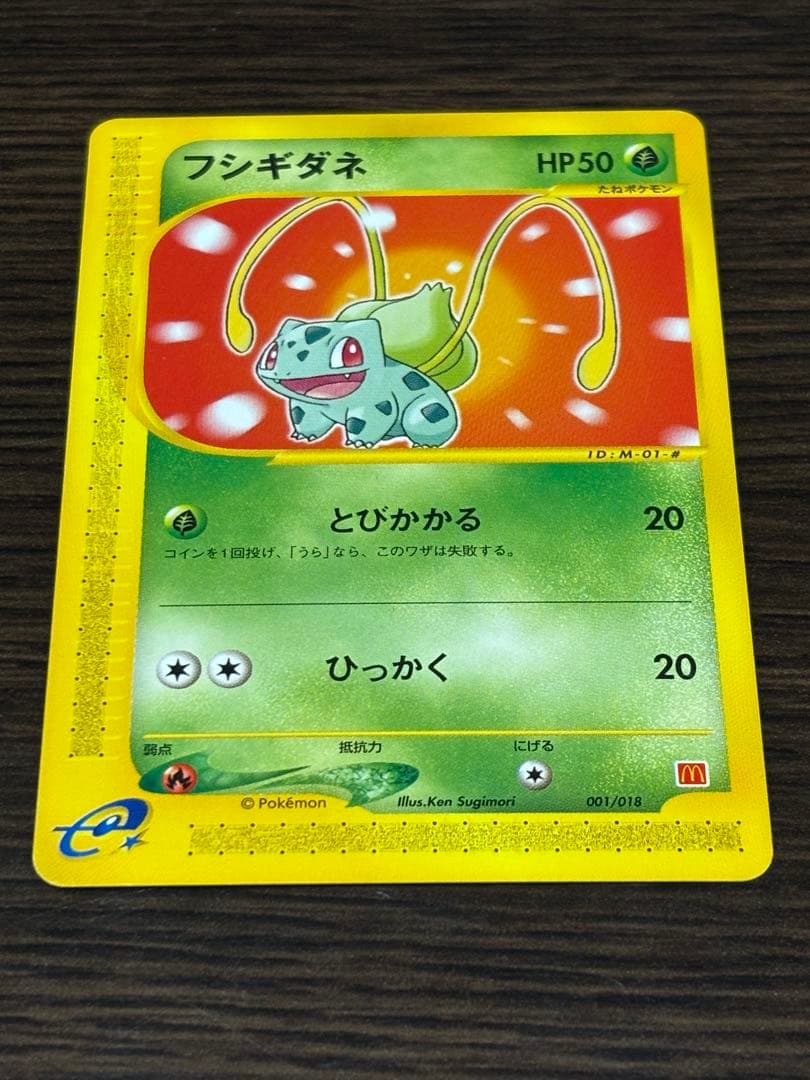 フシギダネ HP50
たねポケモン
ID:M-01-#
とびかかる 20
コインを1回投げ、「うら」なら、このワザは失敗する。
ひっかく 20
弱点 抵抗力 にげる
© Pokémon Illus.Ken Sugimori 001/018
e